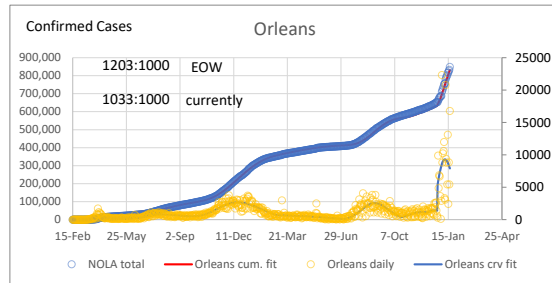 Confirmed Cases
Orleans
1203:1000 EOW
1033:1000 currently
900,000
800,000
700,000
600,000
500,000
400,000
300,000
200,000
100,000
0
25000
20000
15000
10000
5000
0
15-Feb 25-May 2-Sep 11-Dec 21-Mar 29-Jun 7-Oct 15-Jan 25-Apr
NOLA total Orleans cum. fit Orleans daily Orleans crv fit